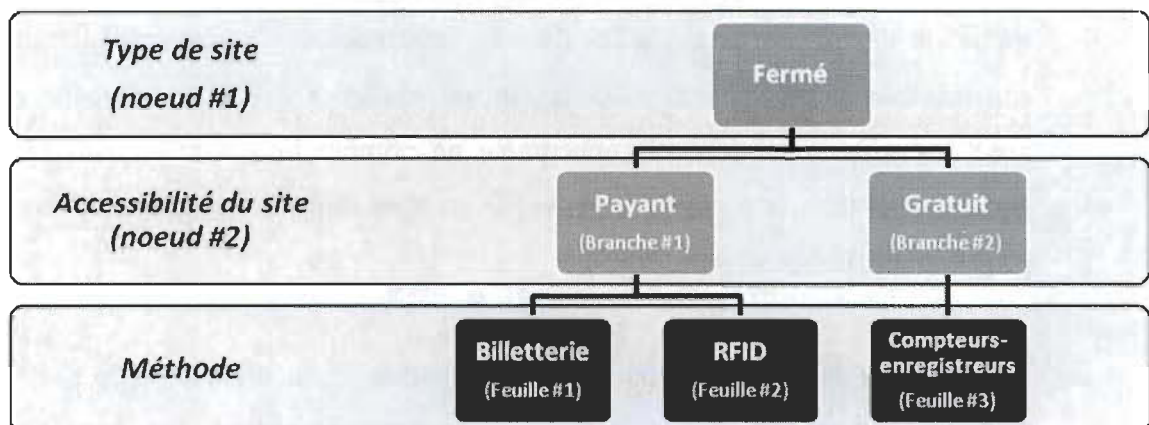 Type de site
(noeud #1)
Fermé
Accessibilité du site
(noeud #2)
Payant
(Branche #1)
Gratuit
(Branche #2)
Méthode
Billetterie
(Feuille #1)
RFID
(Feuille #2)
Compteurs-
enregistreurs
(Feuille #3)